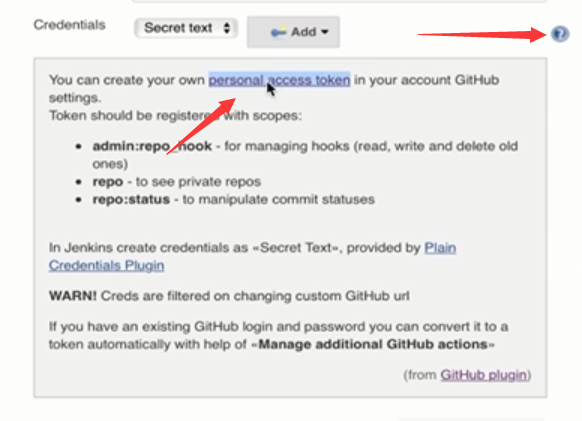 Credentials Secret text Add
You can create your own personal access token in your account GitHub
settings.
Token should be registered with scopes:
admin:repo_hook - for managing hooks (read, write and delete old
ones)
repo - to see private repos
repo:status - to manipulate commit statuses
In Jenkins create credentials as «Secret Text», provided by Plain
Credentials Plugin
WARN! Creds are filtered on changing custom GitHub url
If you have an existing GitHub login and password you can convert it to a
token automatically with help of «Manage additional GitHub actions»
(from GitHub plugin)